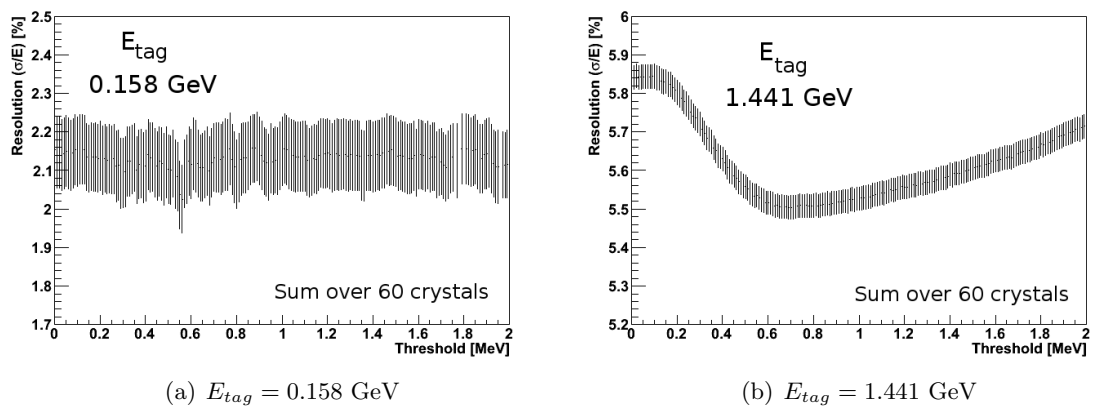 Resolution (σ/E) [%]
2.5
2.4
2.3
2.2
2.1
2
1.9
1.8
1.7
E_tag
0.158 GeV
Sum over 60 crystals
0 0.2 0.4 0.6 0.8 1 1.2 1.4 1.6 1.8 2
Threshold [MeV]
(a) E_tag = 0.158 GeV
Resolution (σ/E) [%]
6
5.9
5.8
5.7
5.6
5.5
5.4
5.3
5.2
E_tag
1.441 GeV
Sum over 60 crystals
0 0.2 0.4 0.6 0.8 1 1.2 1.4 1.6 1.8 2
Threshold [MeV]
(b) E_tag = 1.441 GeV